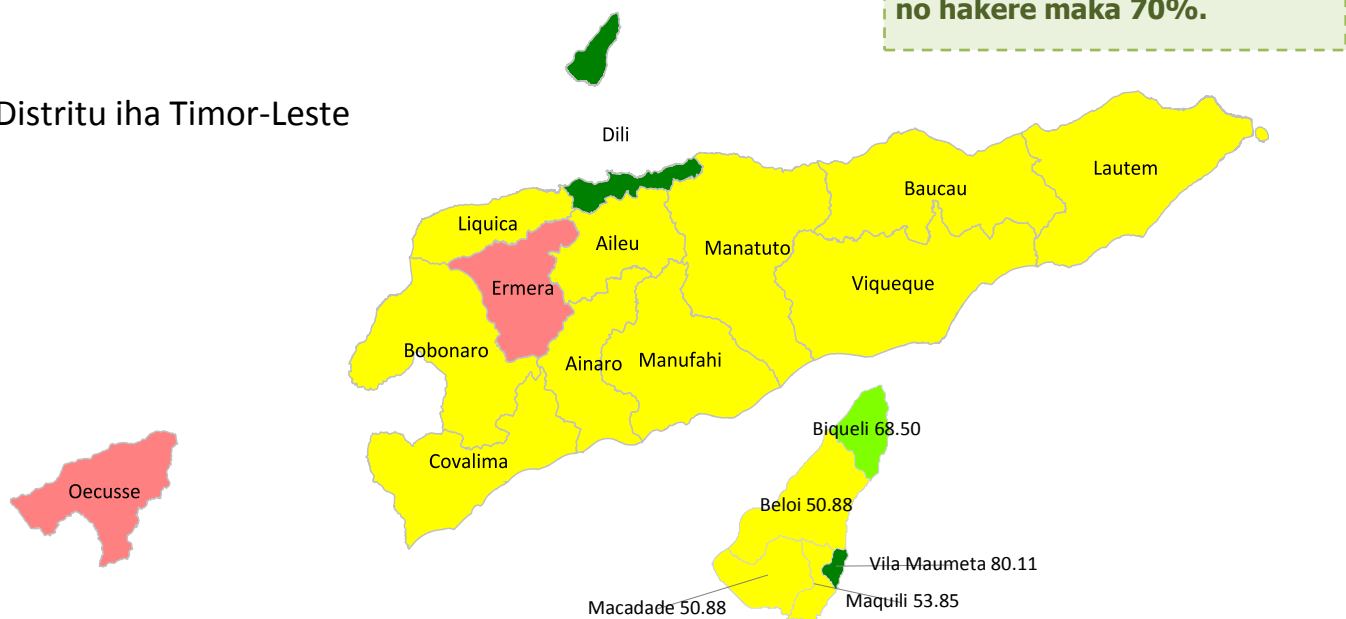 no hakere maka 70%.
Distritu iha Timor-Leste
Dili
Lautem
Baucau
Liquica
Aileu
Manatuto
Viqueque
Ermera
Bobonaro
Ainaro
Manufahi
Biqueli 68.50
Covalima
Oecusse
Beloi 50.88
Vila Maumeta 80.11
Macadade 50.88
Maquili 53.85